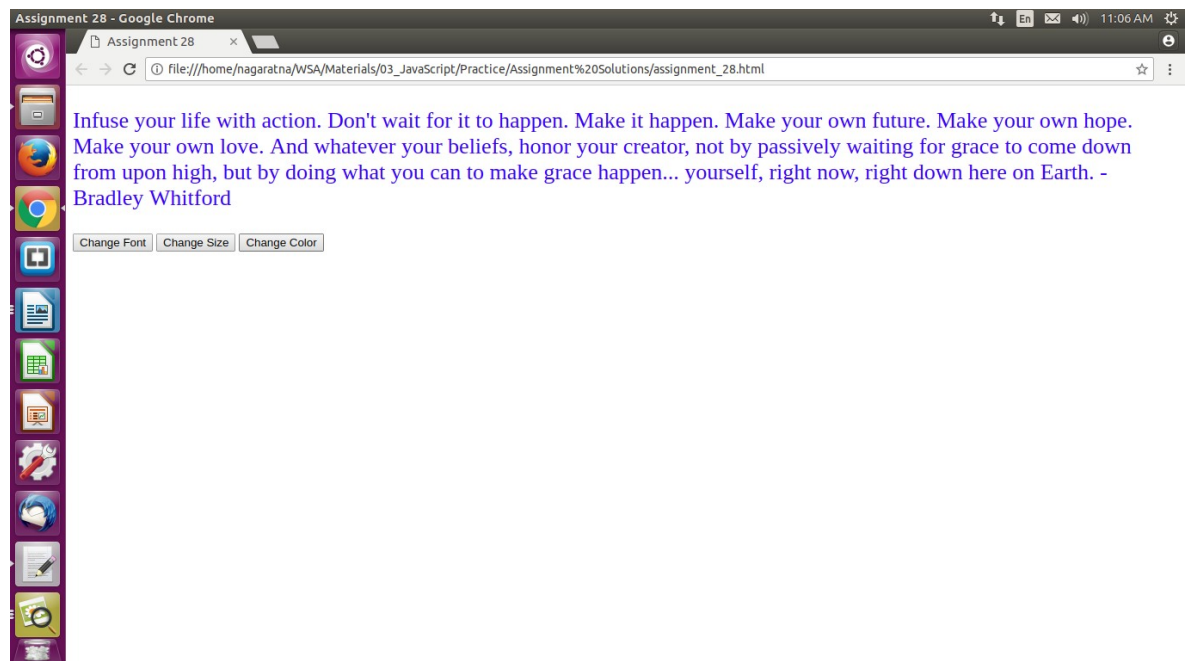 Assignment 28 - Google Chrome
En
11:06 AM
Assignment 28
file:///home/nagaratna/WSA/Materials/03_JavaScript/Practice/Assignment%20Solutions/assignment_28.html
Infuse your life with action. Don't wait for it to happen. Make it happen. Make your own future. Make your own hope.
Make your own love. And whatever your beliefs, honor your creator, not by passively waiting for grace to come down
from upon high, but by doing what you can to make grace happen... yourself, right now, right down here on Earth. -
Bradley Whitford
Change Font Change Size Change Color